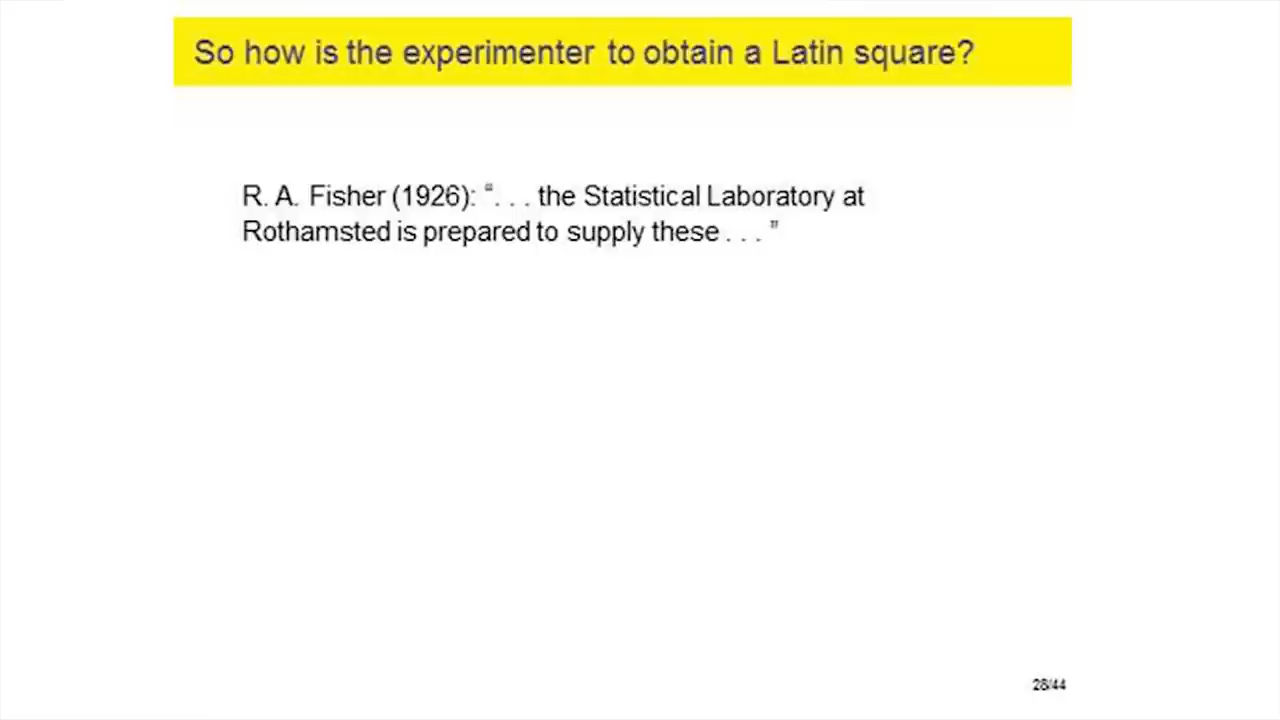 So how is the experimenter to obtain a Latin square?
R. A. Fisher (1926): “. . . the Statistical Laboratory at
Rothamsted is prepared to supply these . . . ”
28/44